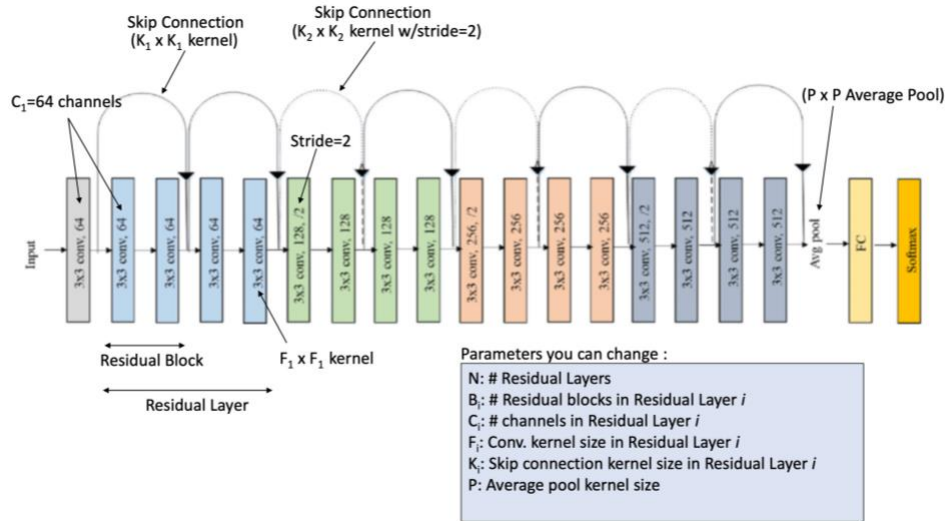 Skip Connection
(K₁ x K₁ kernel)
Skip Connection
(K₂ x K₂ kernel w/stride=2)
C₁=64 channels
Stride=2
(P x P Average Pool)
Input
3x3 conv, 64
3x3 conv, 64
3x3 conv, 64
3x3 conv, 64
3x3 conv, 64
3x3 conv, 128, /2
3x3 conv, 128
3x3 conv, 128
3x3 conv, 128
3x3 conv, 256, /2
3x3 conv, 256
3x3 conv, 256
3x3 conv, 256
3x3 conv, 512, /2
3x3 conv, 512
3x3 conv, 512
3x3 conv, 512
Avg pool
FC
Softmax
Residual Block
F₁ x F₁ kernel
Residual Layer
Parameters you can change :
N: # Residual Layers
Bᵢ: # Residual blocks in Residual Layer i
Cᵢ: # channels in Residual Layer i
Fᵢ: Conv. kernel size in Residual Layer i
Kᵢ: Skip connection kernel size in Residual Layer i
P: Average pool kernel size